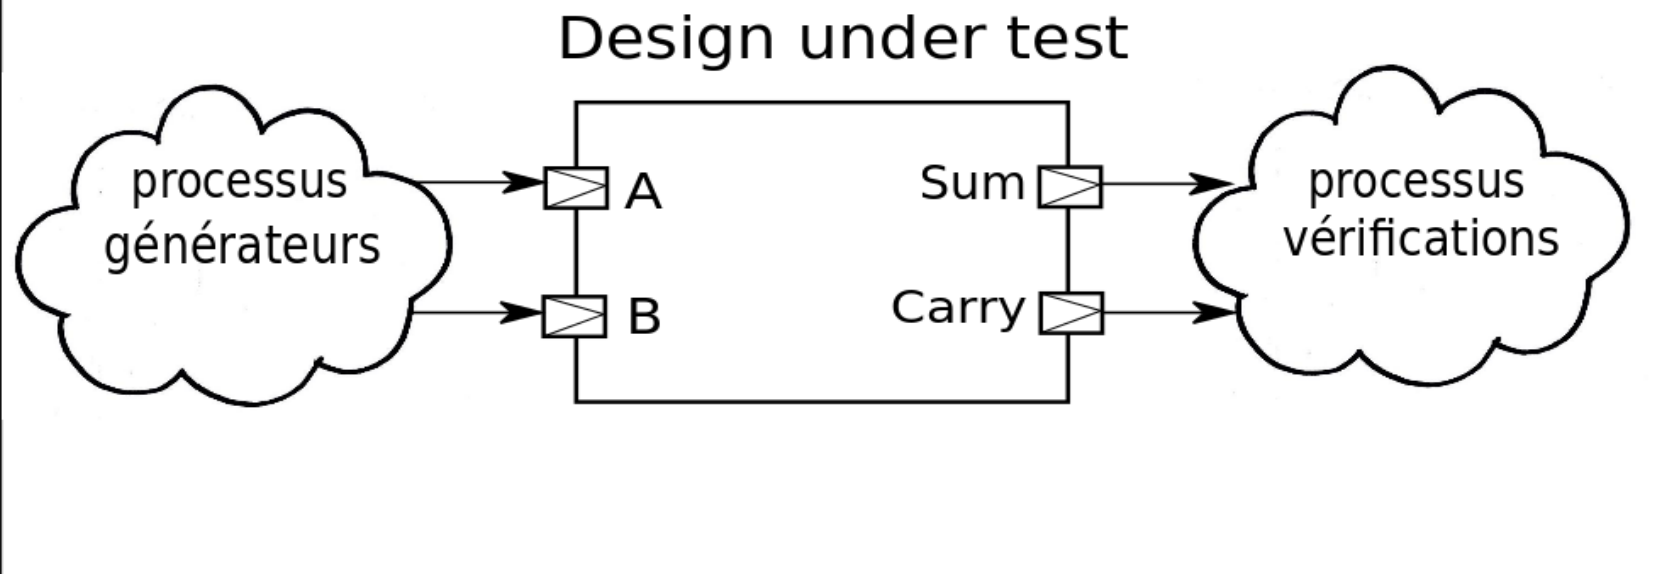 Design under test
processus
générateurs
A
B
Sum
Carry
processus
vérifications